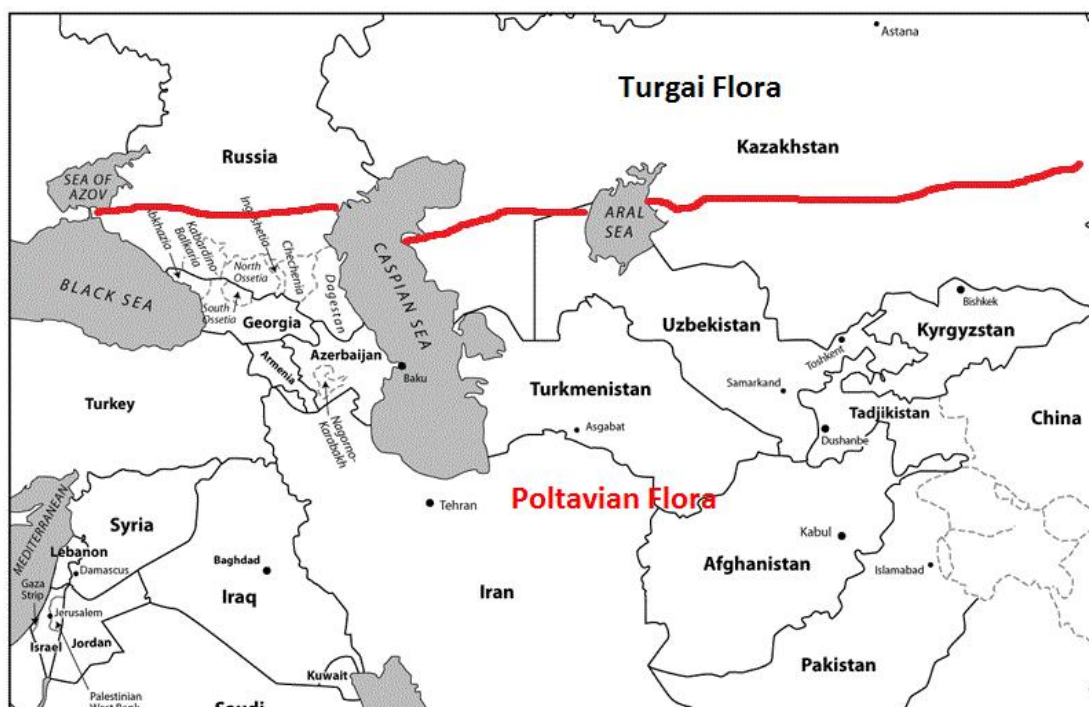 Astana
Turgai Flora
Kazakhstan
Russia
SEA OF
AZOV
ARAL
SEA
Abkhazia
Kabardino-
Balkaria
Ingushetia
North
Ossetia
Chechenia
Dagestan
CASPIAN SEA
BLACK SEA
South
Ossetia
Georgia
Bishkek
Kyrgyzstan
Uzbekistan
Toshkent
Azerbaijan
Armenia
Baku
Turkmenistan
Samarkand
Tadjikistan
China
Turkey
Nagorno-
Karabakh
Asgabat
Dushanbe
Tehran
Poltavian Flora
MEDITERRANEAN
Syria
Lebanon
Damascus
Baghdad
Kabul
Afghanistan
Islamabad
Gaza
Strip
Iraq
Iran
Jerusalem
Israel
Jordan
Kuwait
Pakistan
Palestinian
West Bank
Saudi